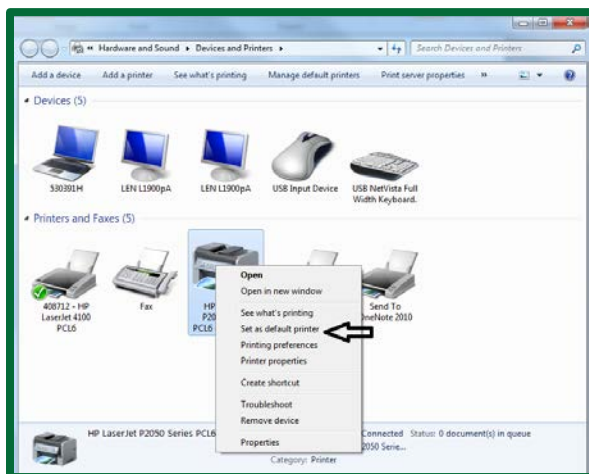 Hardware and Sound ▸ Devices and Printers ▸
Search Devices and Printers
Add a device Add a printer See what's printing Manage default printers Print server properties »
Devices (5)
530391H
LEN L1900pA
LEN L1900pA
USB Input Device
USB NetVista Full
Width Keyboard.
Printers and Faxes (5)
408712 - HP
LaserJet 4100
PCL6
Fax
HP
P20
PCL6
Send To
OneNote 2010
Open
Open in new window
See what's printing
Set as default printer
Printing preferences
Printer properties
Create shortcut
Troubleshoot
Remove device
Properties
HP LaserJet P2050 Series PCL6
Connected Status: 0 document(s) in queue
2050 Serie...
Category: Printer